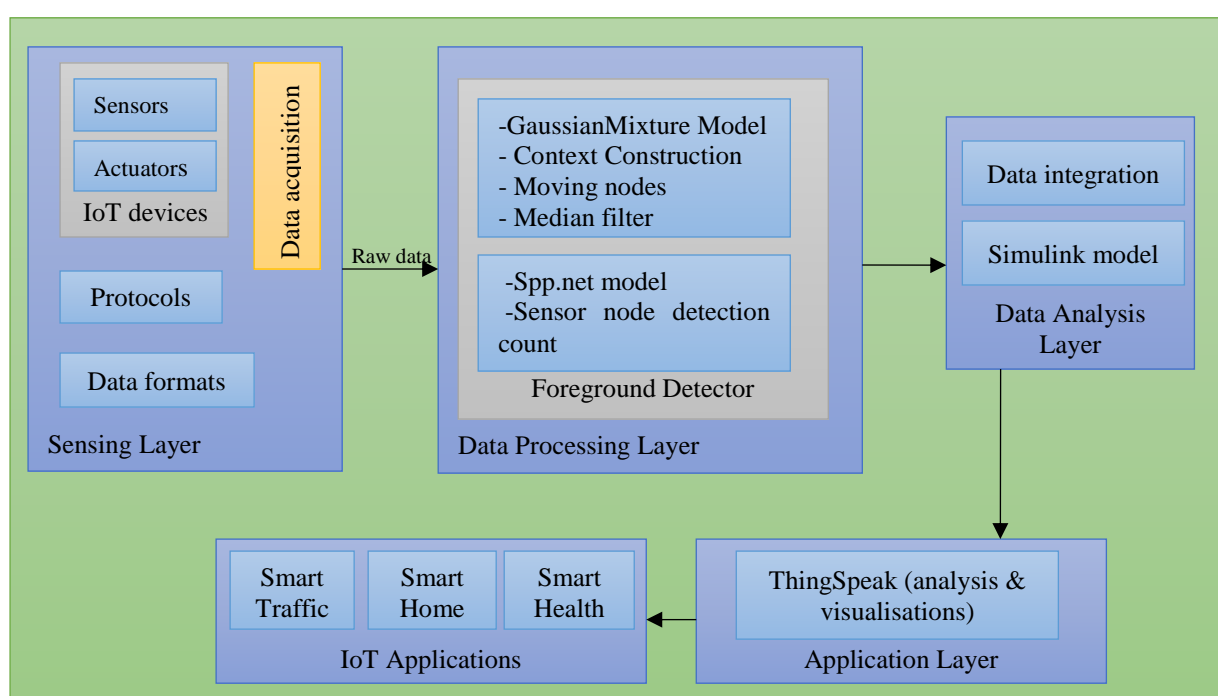 Sensors
Actuators
IoT devices
Data acquisition
Protocols
Data formats
Sensing Layer
Raw data
-GaussianMixture Model
- Context Construction
- Moving nodes
- Median filter
-Spp.net model
-Sensor node detection
count
Foreground Detector
Data Processing Layer
Data integration
Simulink model
Data Analysis
Layer
Smart
Traffic
Smart
Home
Smart
Health
IoT Applications
ThingSpeak (analysis &
visualisations)
Application Layer